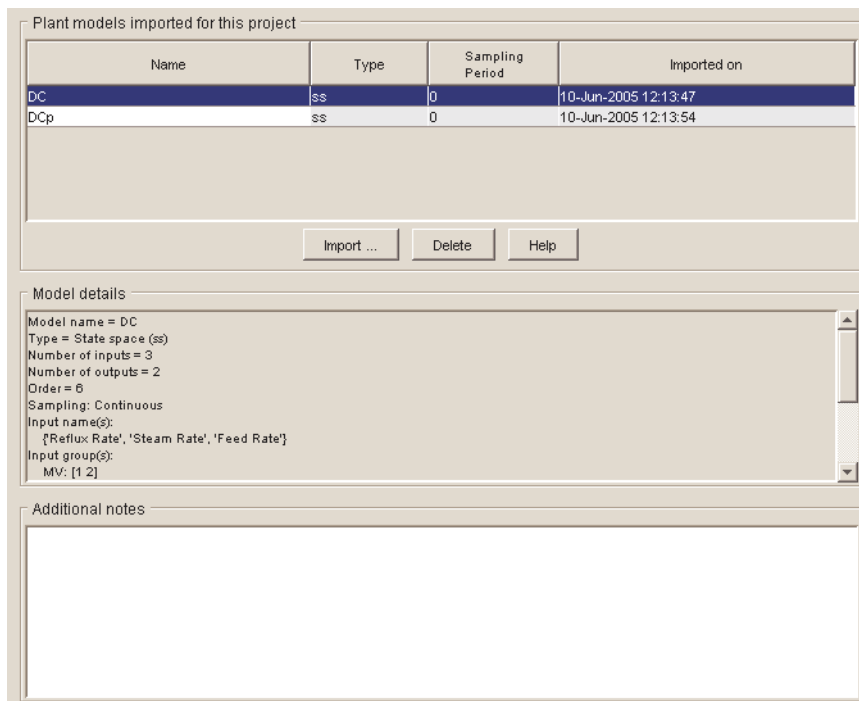 Plant models imported for this project
Name Type Sampling Period Imported on
DC ss 0 10-Jun-2005 12:13:47
DCp ss 0 10-Jun-2005 12:13:54
Import ... Delete Help
Model details
Model name = DC
Type = State space (ss)
Number of inputs = 3
Number of outputs = 2
Order = 6
Sampling: Continuous
Input name(s):
{'Reflux Rate', 'Steam Rate', 'Feed Rate'}
Input group(s):
MV: [1 2]
Additional notes